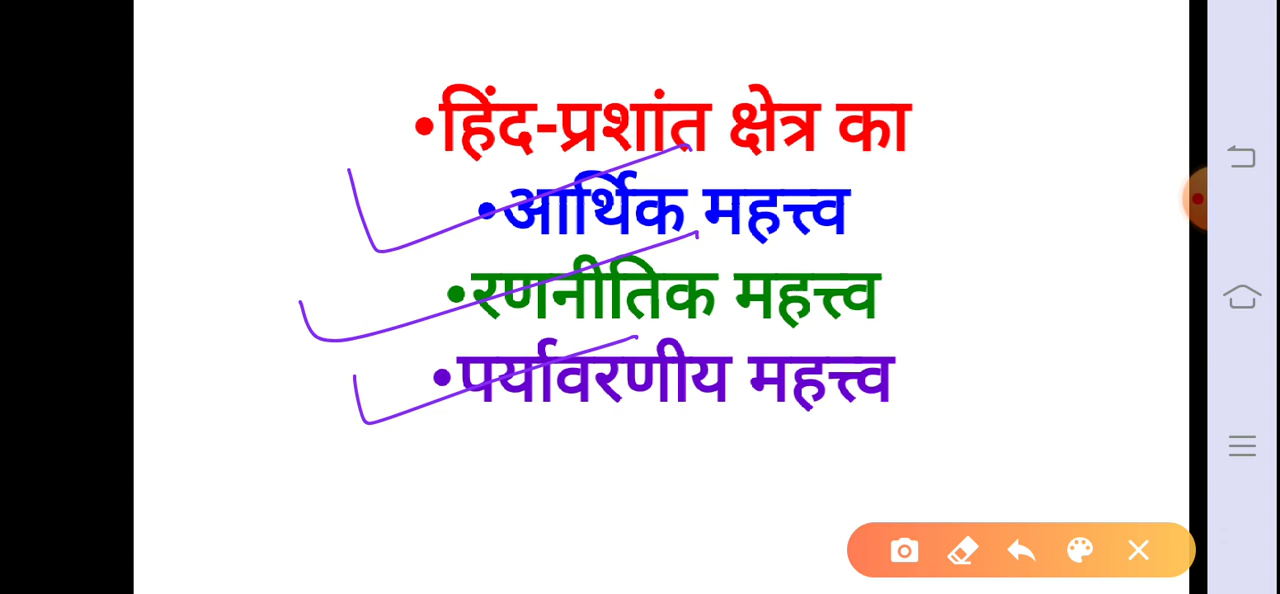 •हिंद-प्रशांत क्षेत्र का
•आर्थिक महत्त्व
•रणनीतिक महत्त्व
•पर्यावरणीय महत्त्व